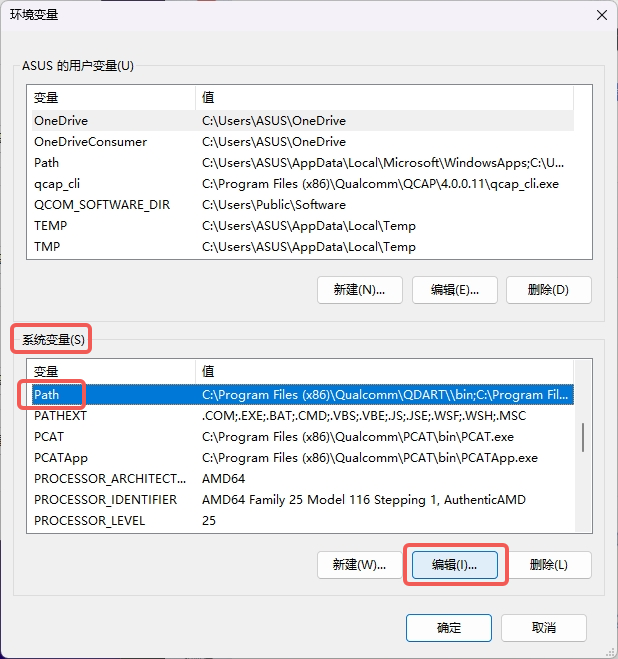 环境变量
ASUS 的用户变量(U)
变量 值
OneDrive C:\Users\ASUS\OneDrive
OneDriveConsumer C:\Users\ASUS\OneDrive
Path C:\Users\ASUS\AppData\Local\Microsoft\WindowsApps;C:\U...
qcap_cli C:\Program Files (x86)\Qualcomm\QCAP\4.0.0.11\qcap_cli.exe
QCOM_SOFTWARE_DIR C:\Users\Public\Software
TEMP C:\Users\ASUS\AppData\Local\Temp
TMP C:\Users\ASUS\AppData\Local\Temp
新建(N)... 编辑(E)... 删除(D)
系统变量(S)
变量 值
Path C:\Program Files (x86)\Qualcomm\QDART\\bin;C:\Program Fil...
PATHEXT .COM;.EXE;.BAT;.CMD;.VBS;.VBE;.JS;.JSE;.WSF;.WSH;.MSC
PCAT C:\Program Files (x86)\Qualcomm\PCAT\bin\PCAT.exe
PCATApp C:\Program Files (x86)\Qualcomm\PCAT\bin\PCATApp.exe
PROCESSOR_ARCHITECT... AMD64
PROCESSOR_IDENTIFIER AMD64 Family 25 Model 116 Stepping 1, AuthenticAMD
PROCESSOR_LEVEL 25
新建(W)... 编辑(I)... 删除(L)
确定 取消